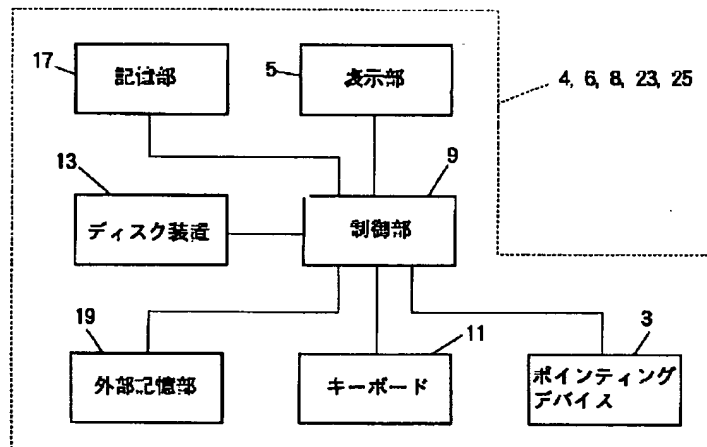 17
記憶部
5
表示部
4, 6, 8, 23, 25
13
ディスク装置
9
制御部
19
外部記憶部
11
キーボード
3
ポインティング
デバイス